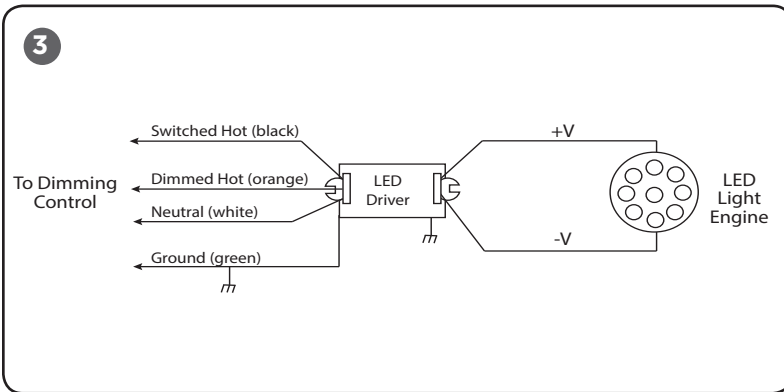 3
Switched Hot (black)
To Dimming
Control
Dimmed Hot (orange)
Neutral (white)
Ground (green)
LED
Driver
+V
-V
LED
Light
Engine